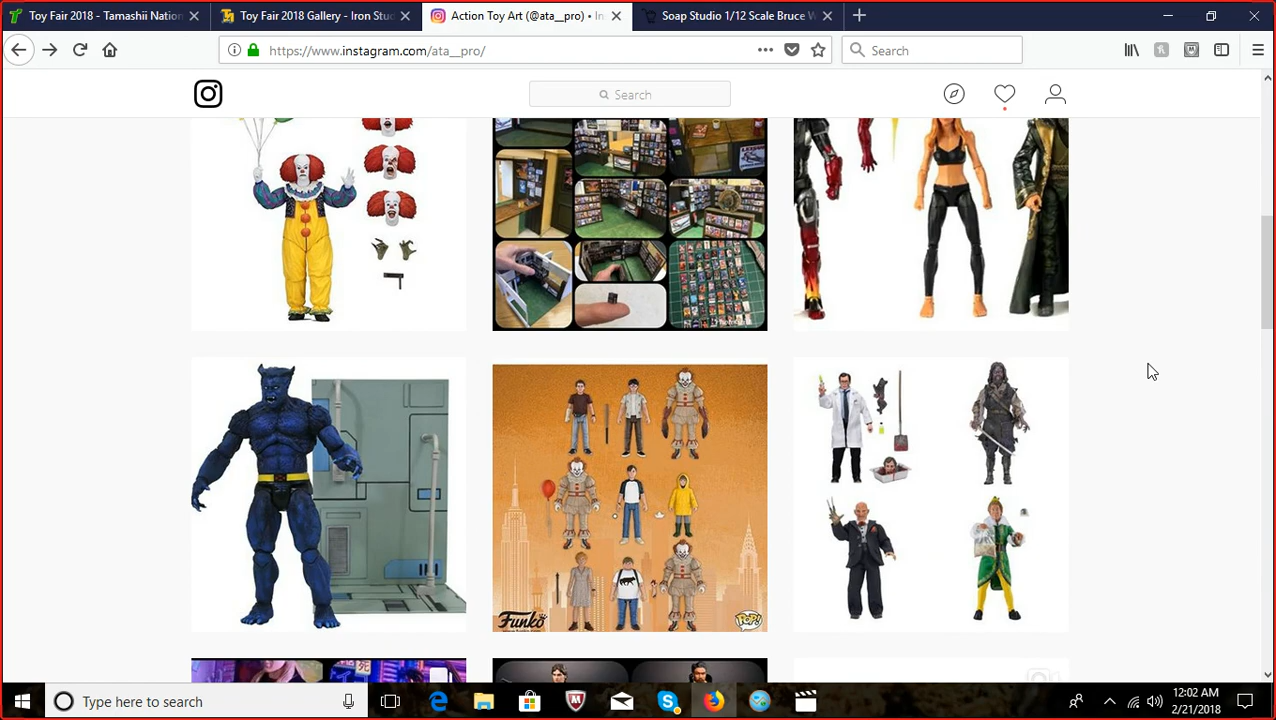 Toy Fair 2018 - Tamashii Nation
Toy Fair 2018 Gallery - Iron Stud
Action Toy Art (@ata__pro) • In
Soap Studio 1/12 Scale Bruce W
https://www.instagram.com/ata__pro/
Search
Search
FUNKO
POP!
Type here to search
12:02 AM
2/21/2018